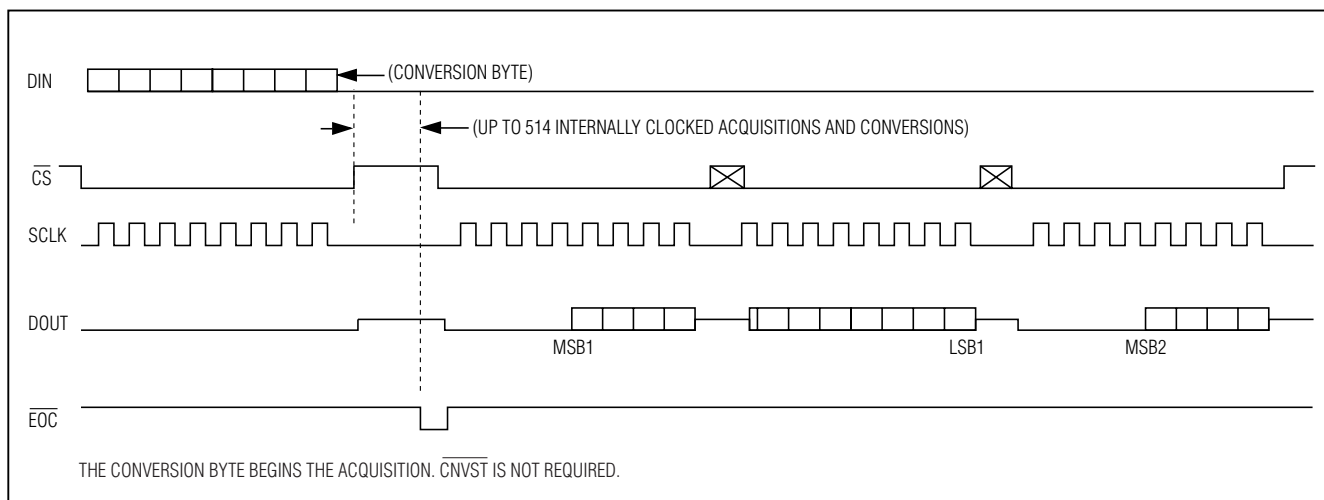 DIN
(CONVERSION BYTE)
(UP TO 514 INTERNALLY CLOCKED ACQUISITIONS AND CONVERSIONS)
CS
SCLK
DOUT
MSB1
LSB1
MSB2
EOC
THE CONVERSION BYTE BEGINS THE ACQUISITION. CNVST IS NOT REQUIRED.